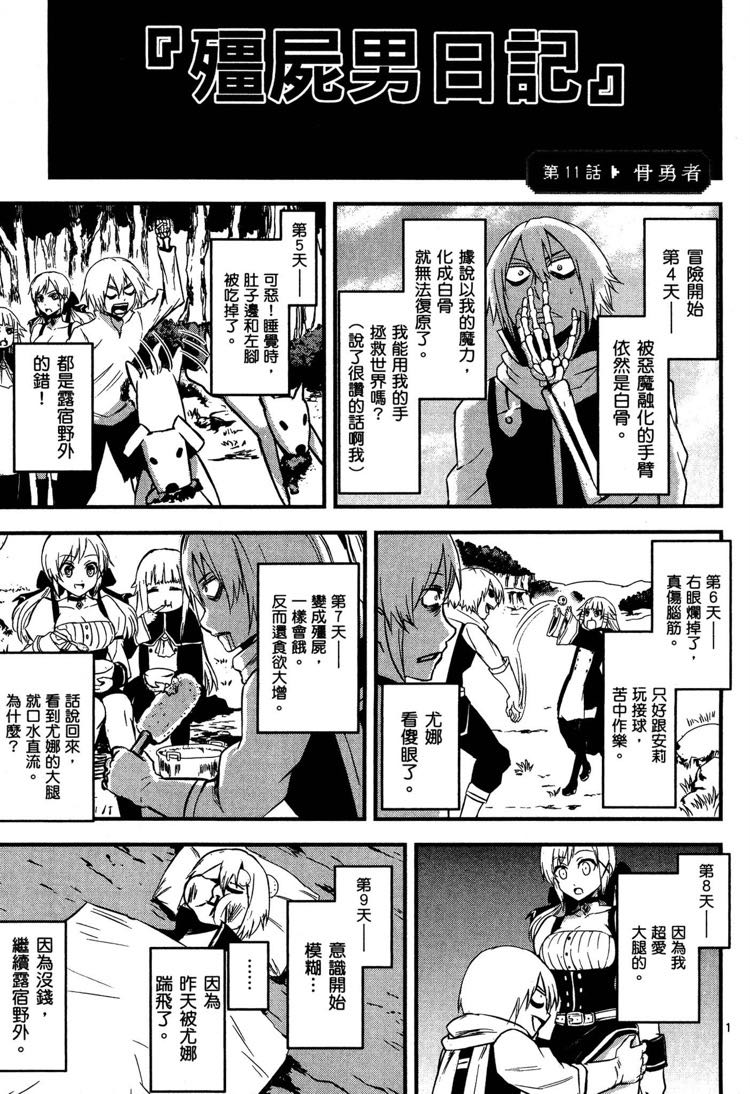 『殭屍男日記』
第11話 骨勇者
冒險開始
第4天——
被惡魔融化的手臂
依然是白骨。
據說以我的魔力，
化成白骨
就無法復原了。
我能用我的手
拯救世界嗎？
（說了很讚的話啊我）
第5天——
可惡！睡覺時，
肚子邊和左腳
被吃掉了。
都是露宿野外
的錯！
第6天——
右眼爛掉了，
真傷腦筋。
只好跟安莉
玩接球，
苦中作樂。
尤娜
看傻眼了。
第7天——
變成殭屍，
一樣會餓。
反而還貪欲大增。
話說回來，
看到尤娜的大腿
就口水直流。
為什麼？
第8天——
因為我
超愛
大腿的。
第9天——
意識開始
模糊…
……
因為
昨天被尤娜
踹飛了。
因為沒錢，
繼續露宿野外。
1